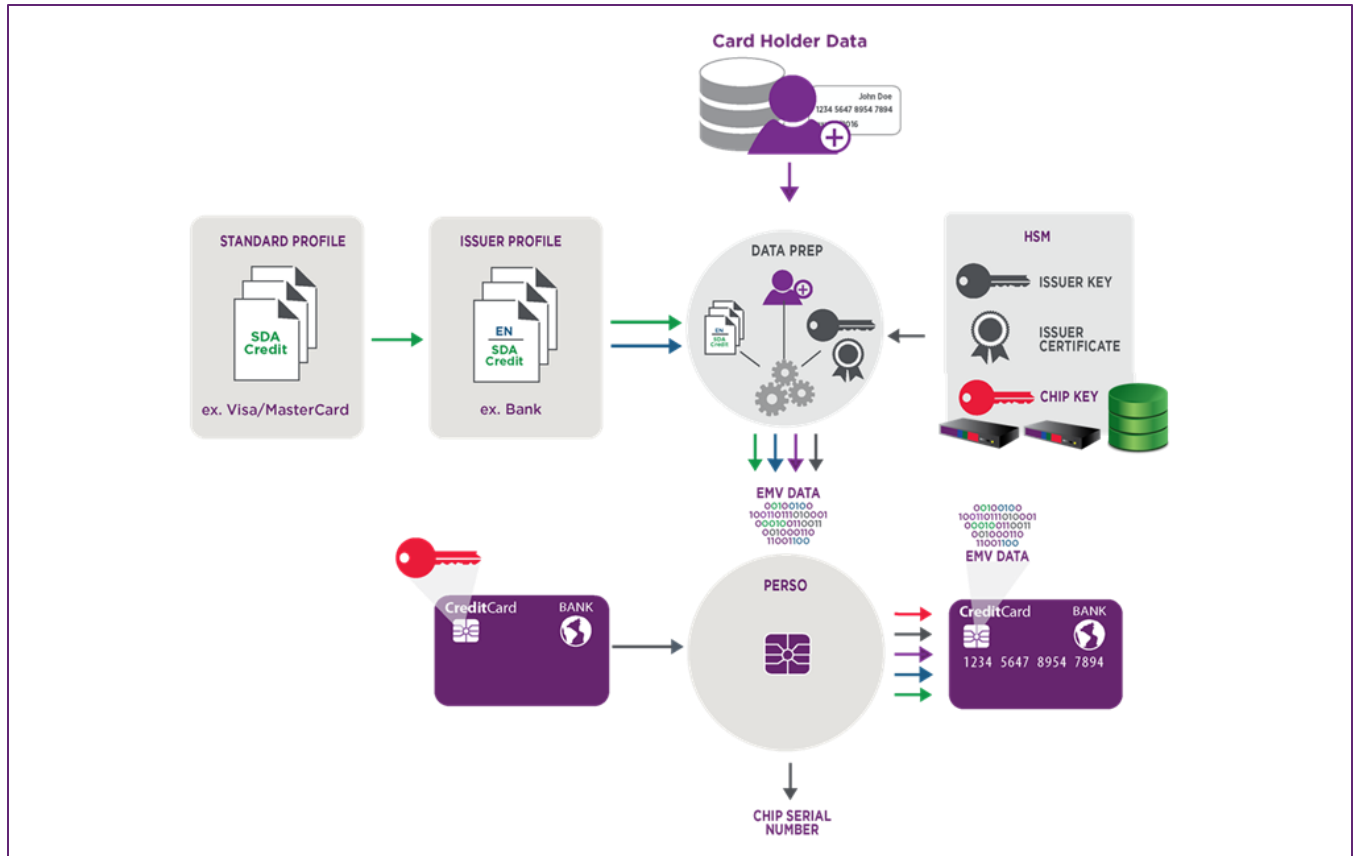 Card Holder Data
John Doe
1234 5647 8954 7894
2016
STANDARD PROFILE
SDA
Credit
ex. Visa/MasterCard
ISSUER PROFILE
EN
SDA
Credit
ex. Bank
DATA PREP
EN
SDA
Credit
HSM
ISSUER KEY
ISSUER
CERTIFICATE
CHIP KEY
EMV DATA
00100100
100110111010001
000100110011
001000110
11001100
00100100
100110111010001
000100110011
001000110
11001100
EMV DATA
CreditCard BANK
PERSO
CreditCard BANK
1234 5647 8954 7894
CHIP SERIAL
NUMBER